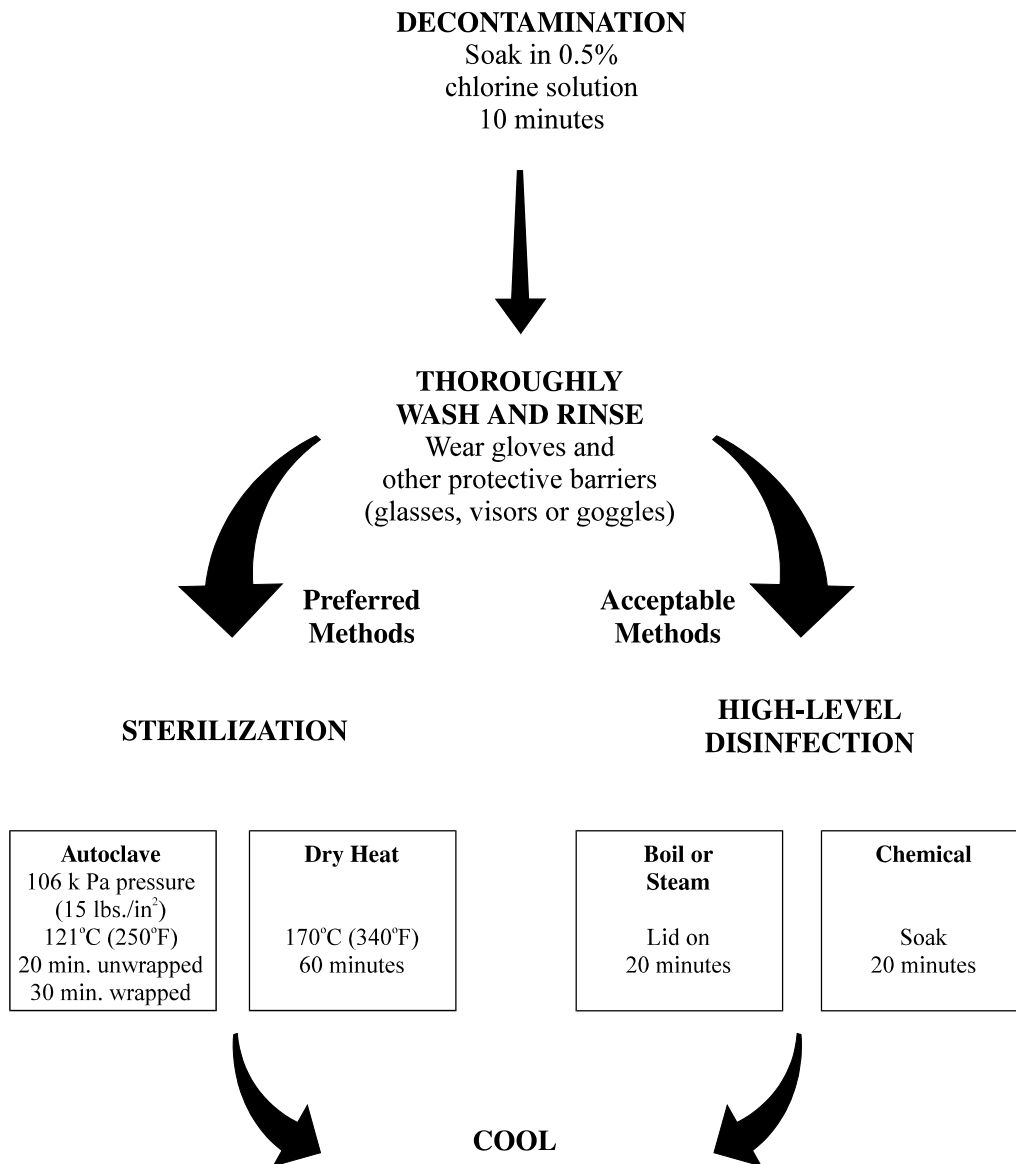 DECONTAMINATION
Soak in 0.5%
chlorine solution
10 minutes
THOROUGHLY
WASH AND RINSE
Wear gloves and
other protective barriers
(glasses, visors or goggles)
Preferred
Methods
Acceptable
Methods
STERILIZATION
HIGH-LEVEL
DISINFECTION
Autoclave
106 k Pa pressure
(15 lbs./in²)
121°C (250°F)
20 min. unwrapped
30 min. wrapped
Dry Heat
170°C (340°F)
60 minutes
Boil or
Steam
Lid on
20 minutes
Chemical
Soak
20 minutes
COOL